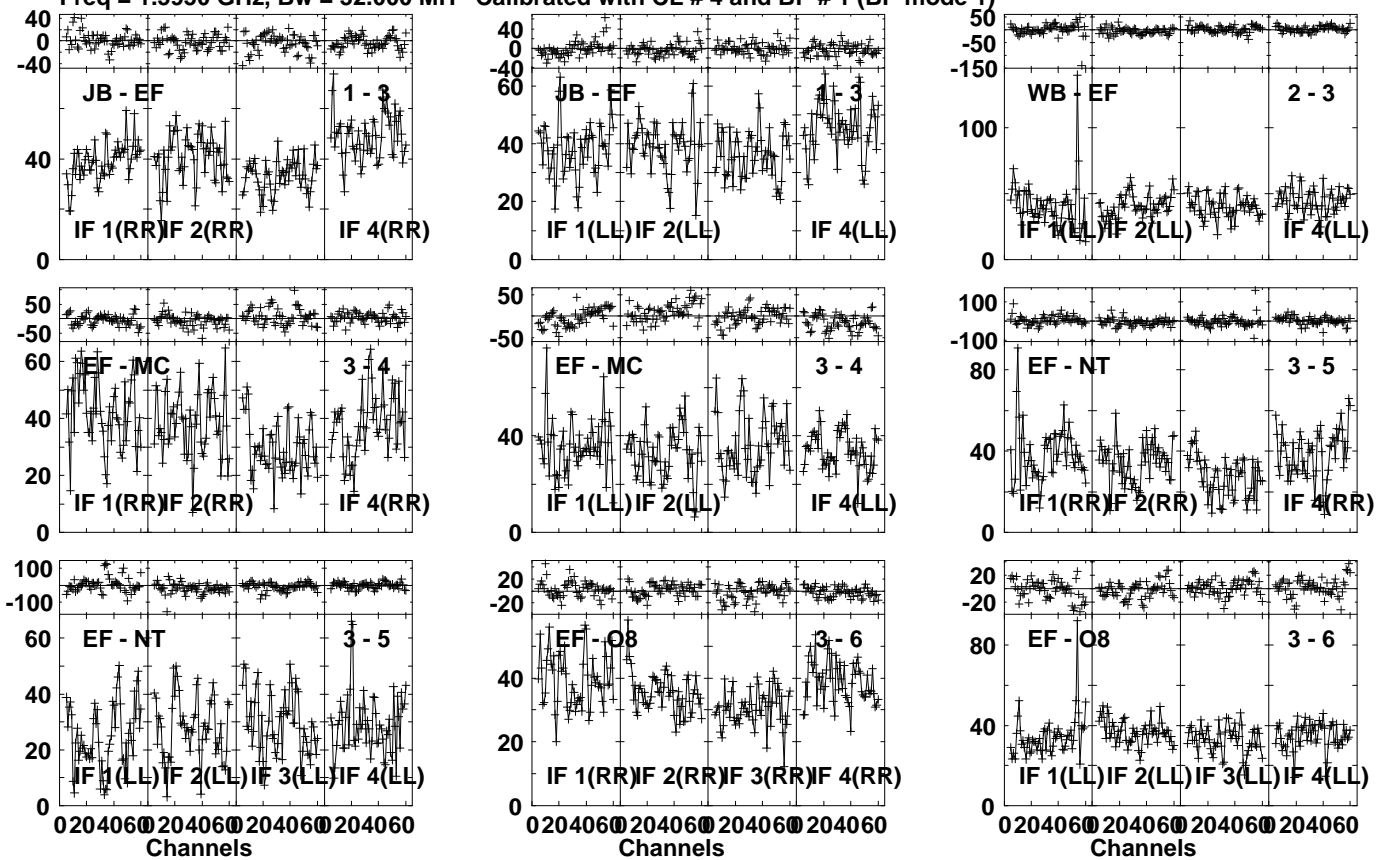 Freq = 1.5950 GHz, Bw = 32.000 MH Calibrated with CL # 4 and BP # 1 (BP mode 1)
40
0
-40
JB - EF
1 - 3
40
0
IF 1(RR)
IF 2(RR)
IF 4(RR)
40
0
-40
JB - EF
1 - 3
60
40
20
0
IF 1(LL)
IF 2(LL)
IF 4(LL)
50
-50
-150
WB - EF
2 - 3
100
0
IF 1(LL)
IF 2(LL)
IF 4(LL)
50
-50
EF - MC
3 - 4
60
40
20
0
IF 1(RR)
IF 2(RR)
IF 4(RR)
50
-50
EF - MC
3 - 4
40
0
IF 1(LL)
IF 2(LL)
IF 4(LL)
100
-100
EF - NT
3 - 5
80
40
0
IF 1(RR)
IF 2(RR)
IF 4(RR)
100
-100
EF - NT
3 - 5
60
40
20
0
IF 1(LL)
IF 2(LL)
IF 3(LL)
IF 4(LL)
0 20 40 60 0 20 40 60 0 20 40 60 0 20 40 60
Channels
20
-20
EF - O8
3 - 6
40
20
0
IF 1(RR)
IF 2(RR)
IF 3(RR)
IF 4(RR)
0 20 40 60 0 20 40 60 0 20 40 60 0 20 40 60
Channels
20
-20
EF - O8
3 - 6
80
40
0
IF 1(LL)
IF 2(LL)
IF 3(LL)
IF 4(LL)
0 20 40 60 0 20 40 60 0 20 40 60 0 20 40 60
Channels